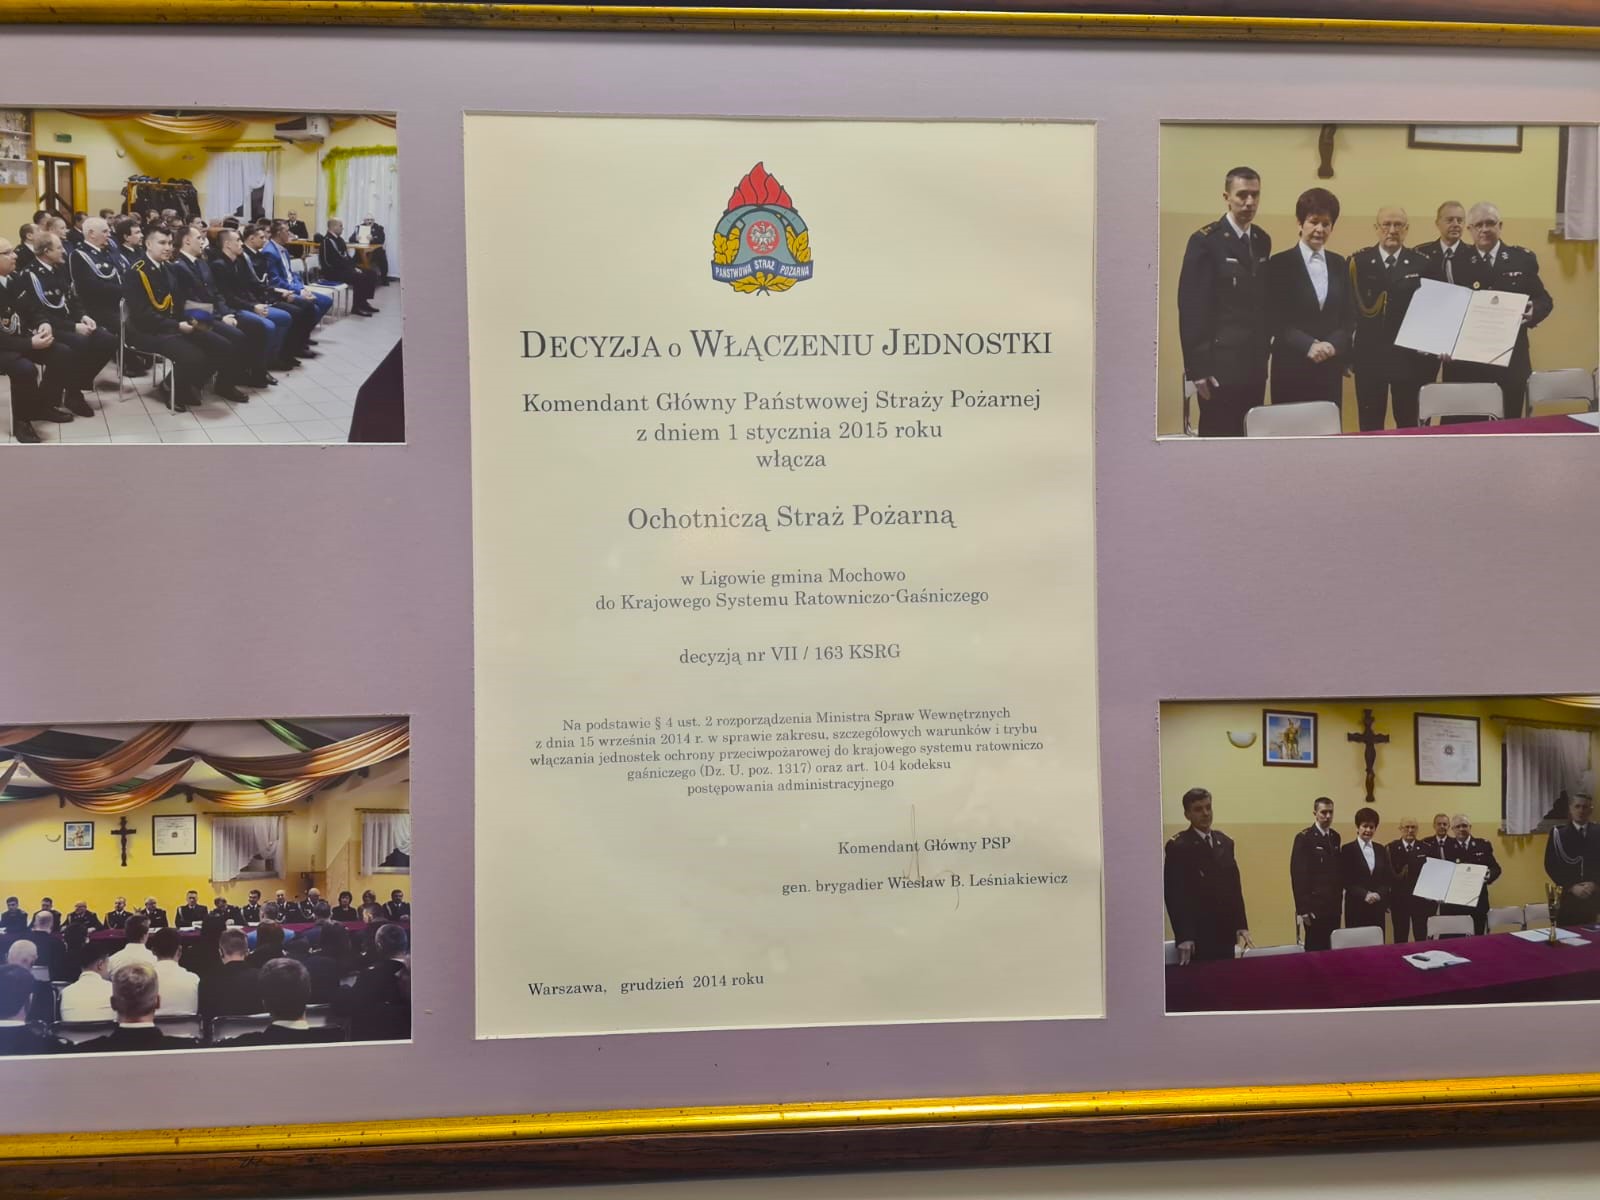 PAŃSTWOWA STRAŻ POŻARNA
DECYZJA O WŁĄCZENIU JEDNOSTKI
Komendant Główny Państwowej Straży Pożarnej
z dniem 1 stycznia 2015 roku
włącza
Ochotniczą Straż Pożarną
w Ligowie gmina Mochowo
do Krajowego Systemu Ratowniczo-Gaśniczego
decyzją nr VII / 163 KSRG
Na podstawie § 4 ust. 2 rozporządzenia Ministra Spraw Wewnętrznych
z dnia 15 września 2014 r. w sprawie zakresu, szczegółowych warunków i trybu
włączania jednostek ochrony przeciwpożarowej do krajowego systemu ratowniczo
gaśniczego (Dz. U. poz. 1317) oraz art. 104 kodeksu
postępowania administracyjnego
Komendant Główny PSP
gen. brygadier Wiesław B. Leśniakiewicz
Warszawa, grudzień 2014 roku